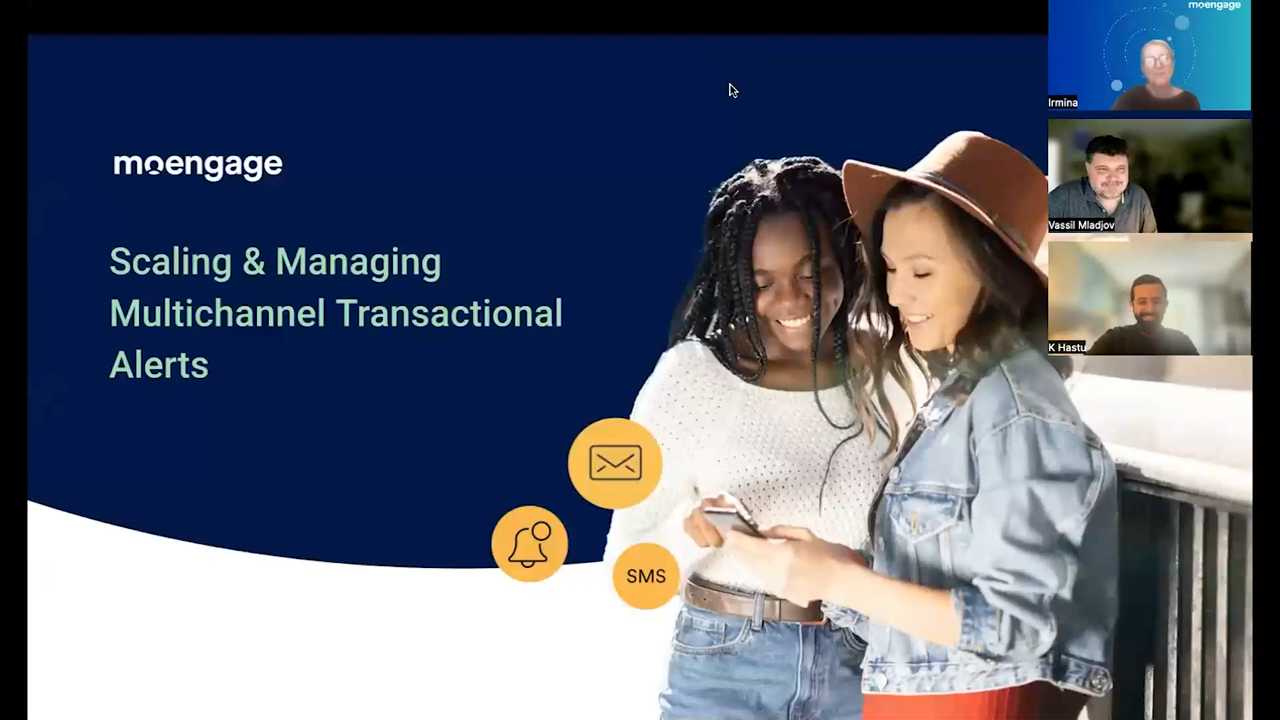 moengage
Irmina
Vassil Mladjov
K Hastu
moengage
Scaling & Managing
Multichannel Transactional
Alerts
SMS